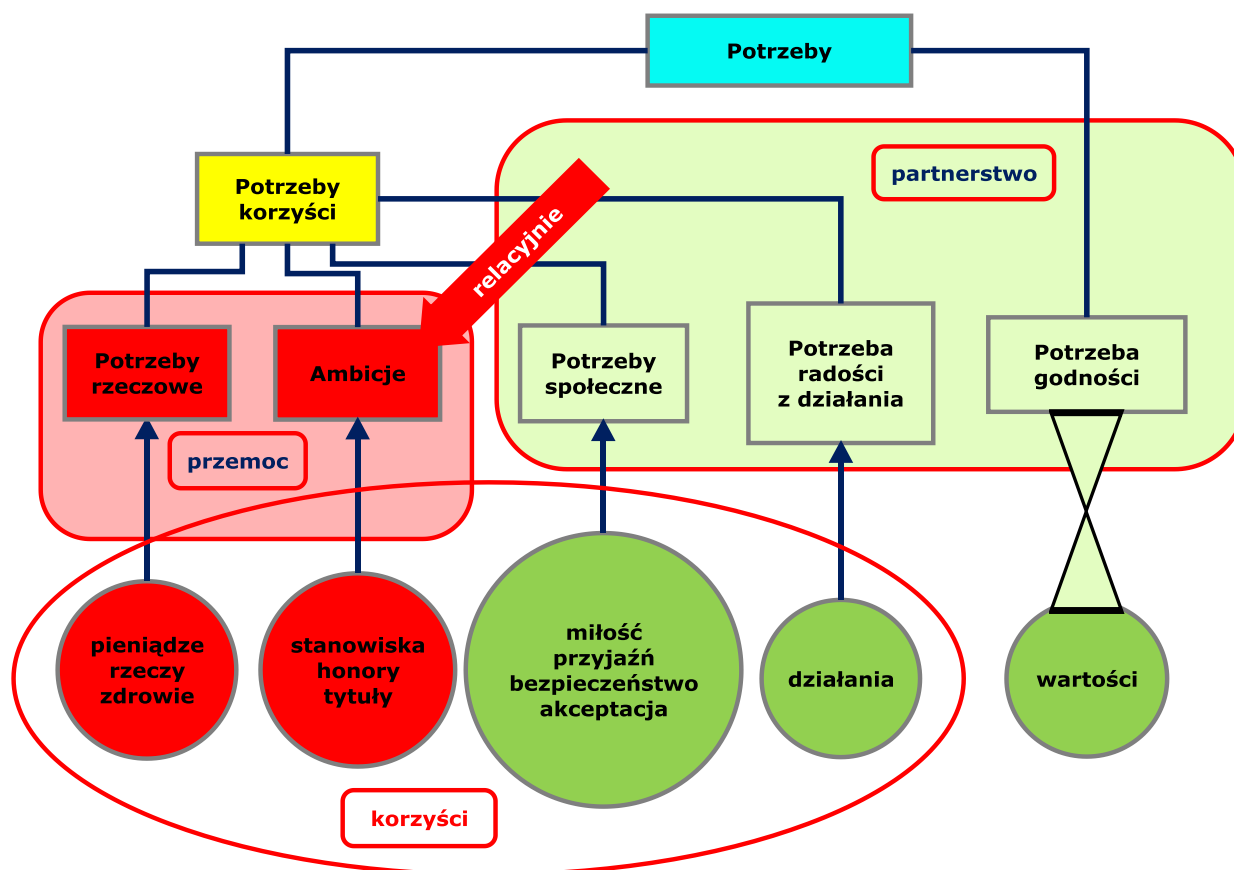 Potrzeby
partnerstwo
Potrzeby
korzyści
relacyjnie
Potrzeby
rzeczowe
Ambicje
Potrzeby
społeczne
Potrzeba
radości
z działania
Potrzeba
godności
przemoc
pieniądze
rzeczy
zdrowie
stanowiska
honory
tytuły
miłość
przyjaźń
bezpieczeństwo
akceptacja
działania
wartości
korzyści